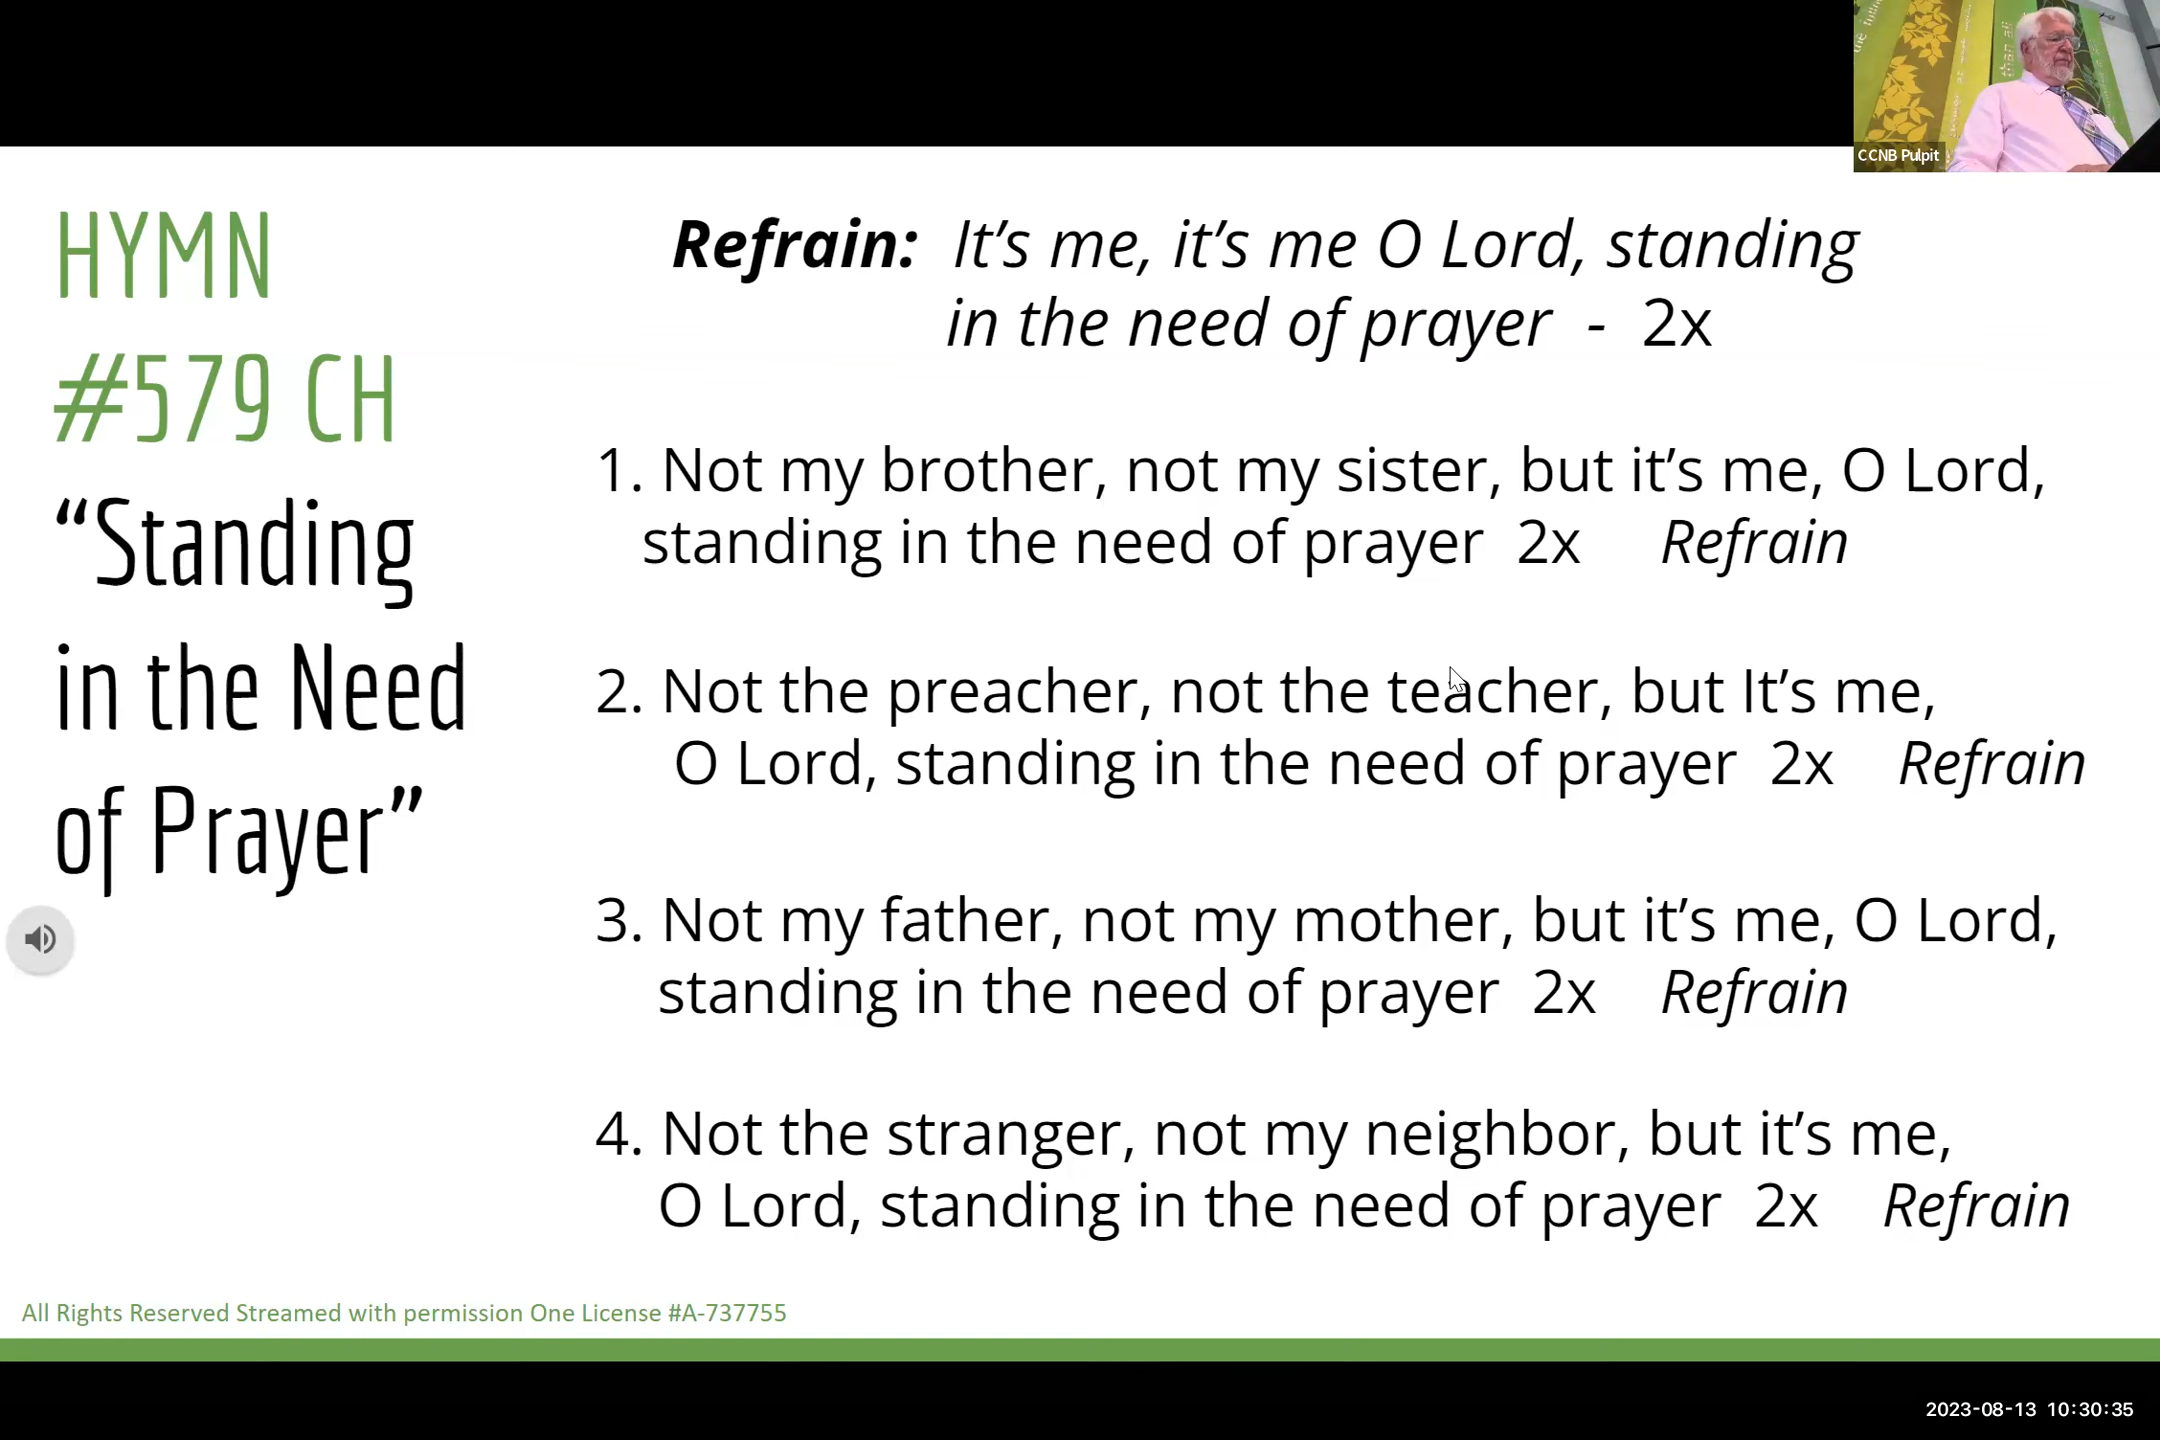 CCNB Pulpit
HYMN
#579 CH
“Standing
in the Need
of Prayer”
Refrain: It’s me, it’s me O Lord, standing
in the need of prayer - 2x
1. Not my brother, not my sister, but it’s me, O Lord,
standing in the need of prayer 2x Refrain
2. Not the preacher, not the teacher, but It’s me,
O Lord, standing in the need of prayer 2x Refrain
3. Not my father, not my mother, but it’s me, O Lord,
standing in the need of prayer 2x Refrain
4. Not the stranger, not my neighbor, but it’s me,
O Lord, standing in the need of prayer 2x Refrain
All Rights Reserved Streamed with permission One License #A-737755
2023-08-13 10:30:35